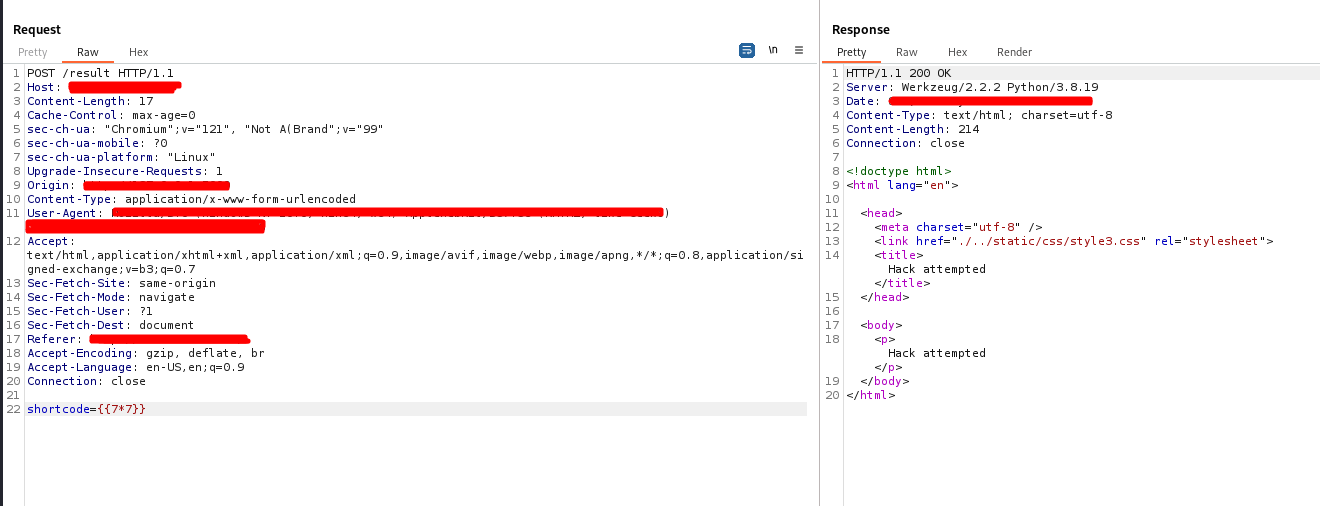 Request
Pretty Raw Hex
\n
1 POST /result HTTP/1.1
2 Host:
3 Content-Length: 17
4 Cache-Control: max-age=0
5 sec-ch-ua: "Chromium";v="121", "Not A(Brand";v="99"
6 sec-ch-ua-mobile: ?0
7 sec-ch-ua-platform: "Linux"
8 Upgrade-Insecure-Requests: 1
9 Origin:
10 Content-Type: application/x-www-form-urlencoded
11 User-Agent: )
12 Accept:
text/html,application/xhtml+xml,application/xml;q=0.9,image/avif,image/webp,image/apng,*/*;q=0.8,application/si
gned-exchange;v=b3;q=0.7
13 Sec-Fetch-Site: same-origin
14 Sec-Fetch-Mode: navigate
15 Sec-Fetch-User: ?1
16 Sec-Fetch-Dest: document
17 Referer:
18 Accept-Encoding: gzip, deflate, br
19 Accept-Language: en-US,en;q=0.9
20 Connection: close
21
22 shortcode={{7*7}}
Response
Pretty Raw Hex Render
1 HTTP/1.1 200 OK
2 Server: Werkzeug/2.2.2 Python/3.8.19
3 Date:
4 Content-Type: text/html; charset=utf-8
5 Content-Length: 214
6 Connection: close
7
8 <!doctype html>
9 <html lang="en">
10
11 <head>
12 <meta charset="utf-8" />
13 <link href="./../static/css/style3.css" rel="stylesheet">
14 <title>
Hack attempted
</title>
15 </head>
16
17 <body>
18 <p>
Hack attempted
</p>
19 </body>
20 </html>